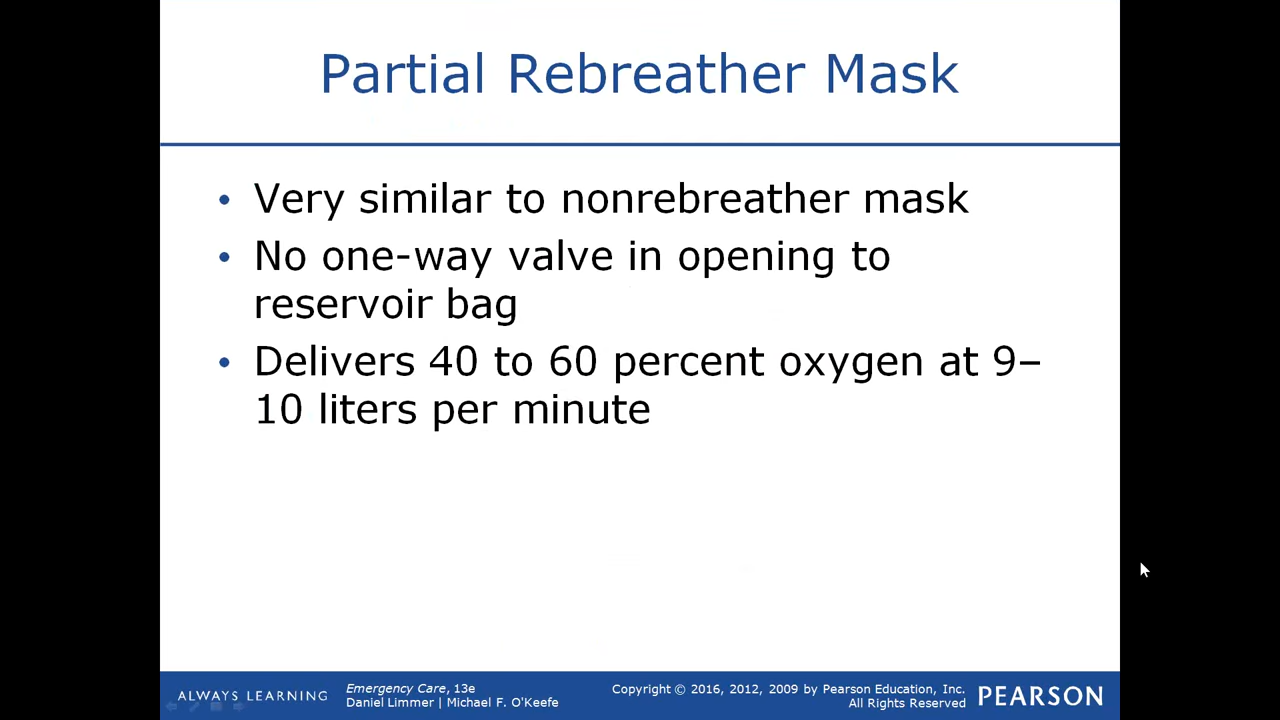 Partial Rebreather Mask
• Very similar to nonrebreather mask
• No one-way valve in opening to
reservoir bag
• Delivers 40 to 60 percent oxygen at 9–
10 liters per minute
ALWAYS LEARNING
Emergency Care, 13e
Daniel Limmer | Michael F. O'Keefe
Copyright © 2016, 2012, 2009 by Pearson Education, Inc.
All Rights Reserved
PEARSON